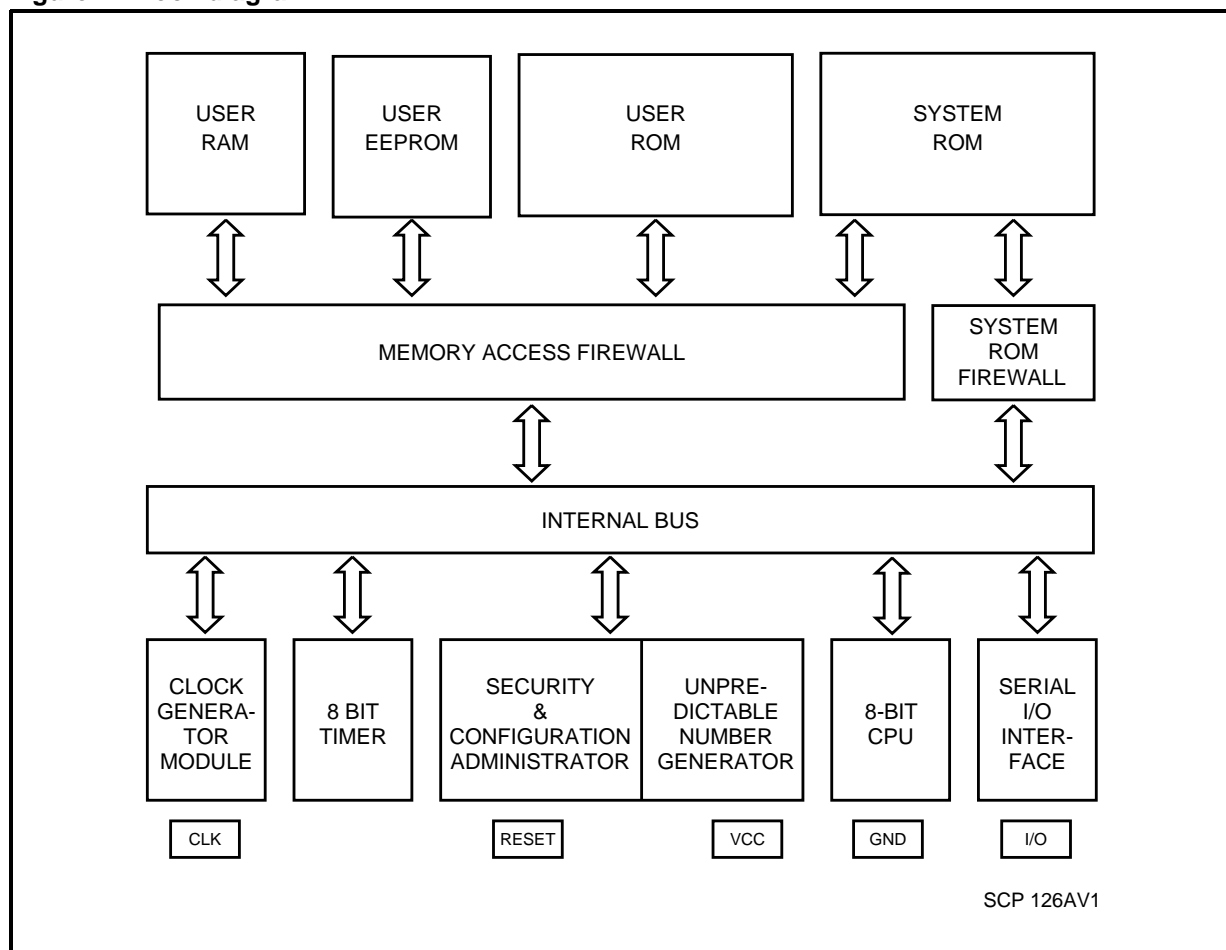 USER
RAM
USER
EEPROM
USER
ROM
SYSTEM
ROM
MEMORY ACCESS FIREWALL
SYSTEM
ROM
FIREWALL
INTERNAL BUS
CLOCK
GENERA-
TOR
MODULE
8 BIT
TIMER
SECURITY
&
CONFIGURATION
ADMINISTRATOR
UNPRE-
DICTABLE
NUMBER
GENERATOR
8-BIT
CPU
SERIAL
I/O
INTER-
FACE
CLK
RESET
VCC
GND
I/O
SCP 126AV1